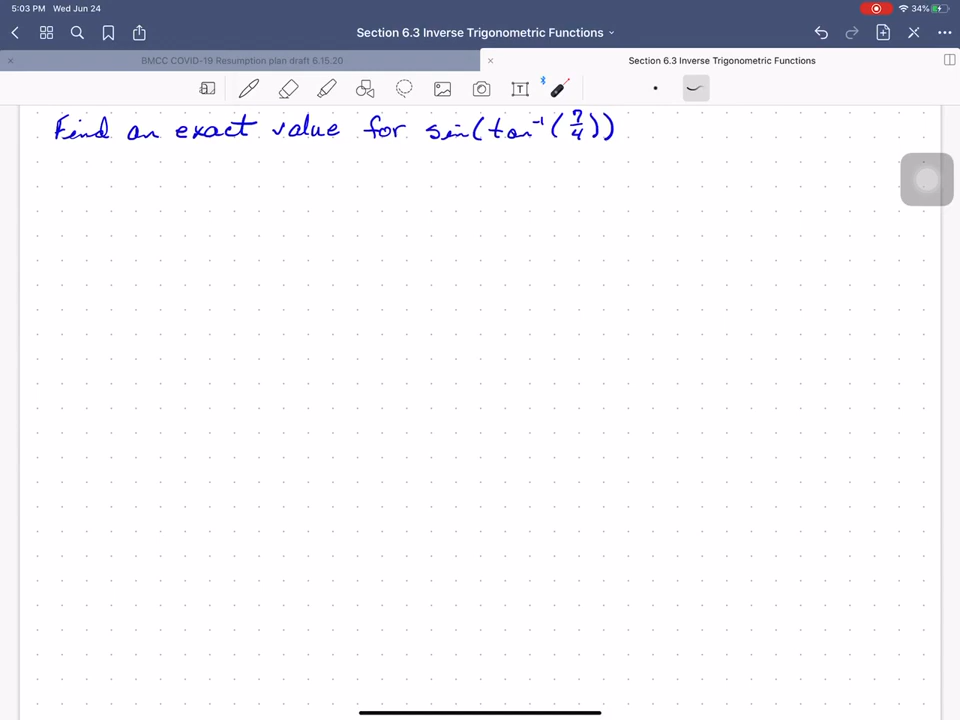 5:03 PM Wed Jun 24
34%
Section 6.3 Inverse Trigonometric Functions
BMCC COVID-19 Resumption plan draft 6.15.20
Section 6.3 Inverse Trigonometric Functions
Find an exact value for sin(tan⁻¹(7/4))